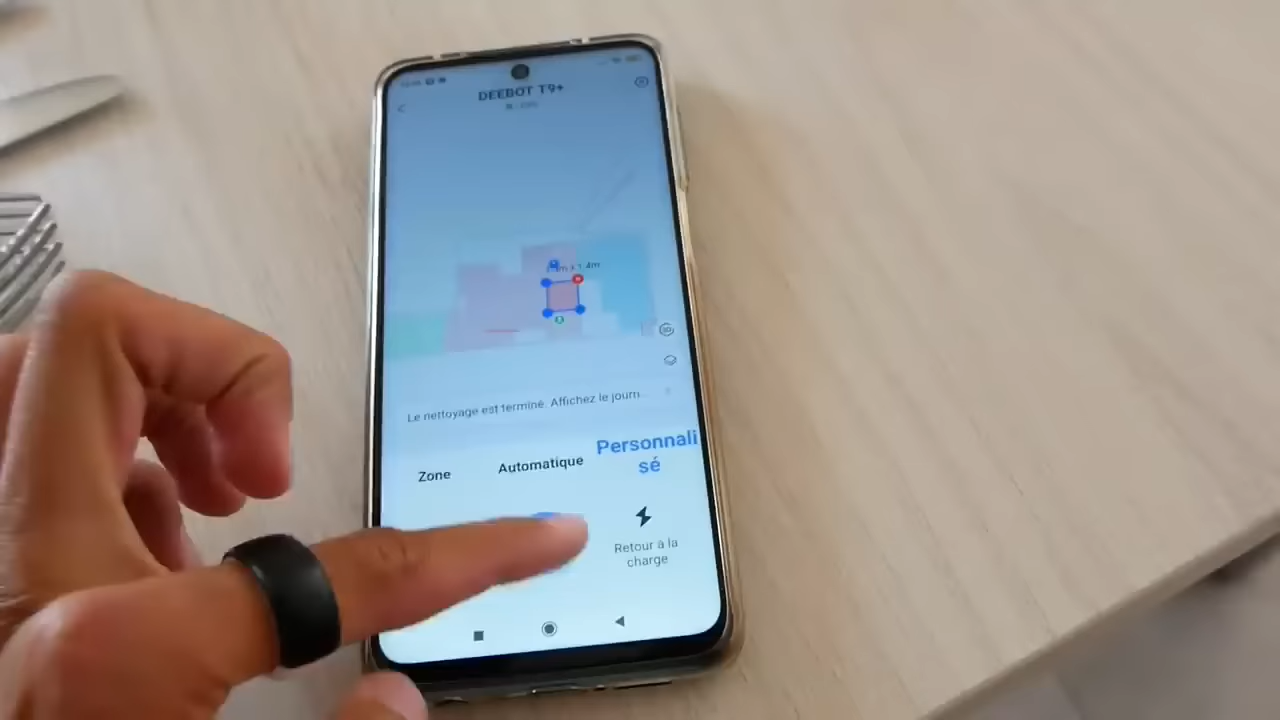 DEEBOT T9+
Le nettoyage est terminé. Affichez le journ...
Zone
Automatique
Personnali
sé
Retour à la
charge